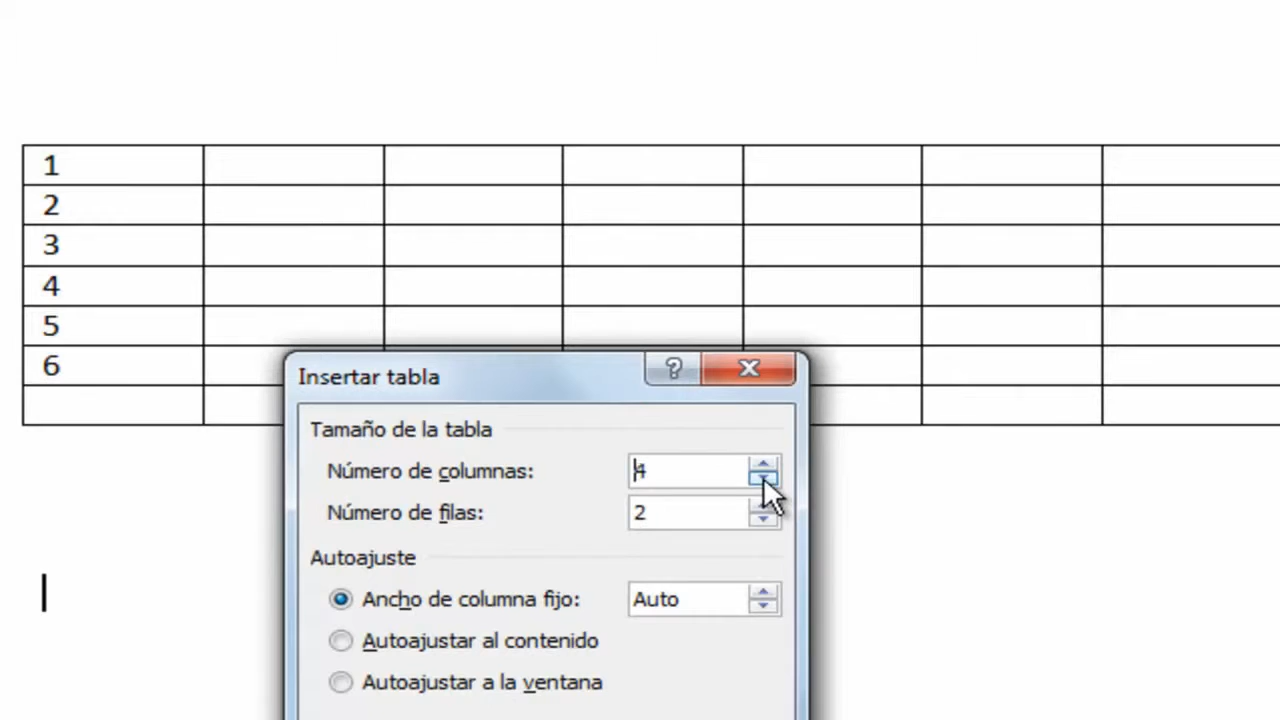 1
2
3
4
5
6
Insertar tabla
Tamaño de la tabla
Número de columnas: 4
Número de filas: 2
Autoajuste
Ancho de columna fijo: Auto
Autoajustar al contenido
Autoajustar a la ventana